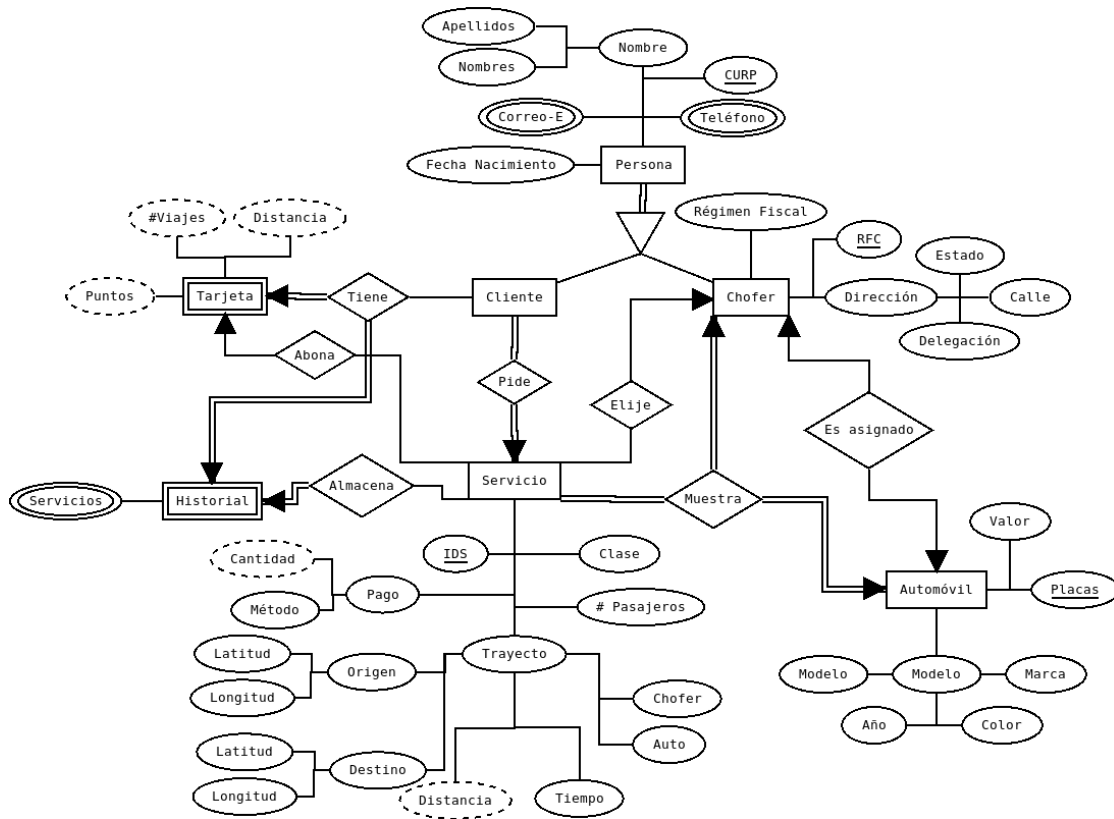 Apellidos
Nombre
Nombres
CURP
Correo-E
Teléfono
Fecha Nacimiento
Persona
#Viajes
Distancia
Régimen Fiscal
RFC
Estado
Puntos
Tarjeta
Tiene
Cliente
Chofer
Dirección
Calle
Delegación
Abona
Pide
Elije
Es asignado
Servicio
Servicios
Historial
Almacena
Muestra
Valor
Cantidad
IDS
Clase
Automóvil
Placas
Pago
Método
# Pasajeros
Latitud
Origen
Trayecto
Longitud
Modelo
Modelo
Marca
Chofer
Año
Color
Latitud
Auto
Destino
Longitud
Distancia
Tiempo